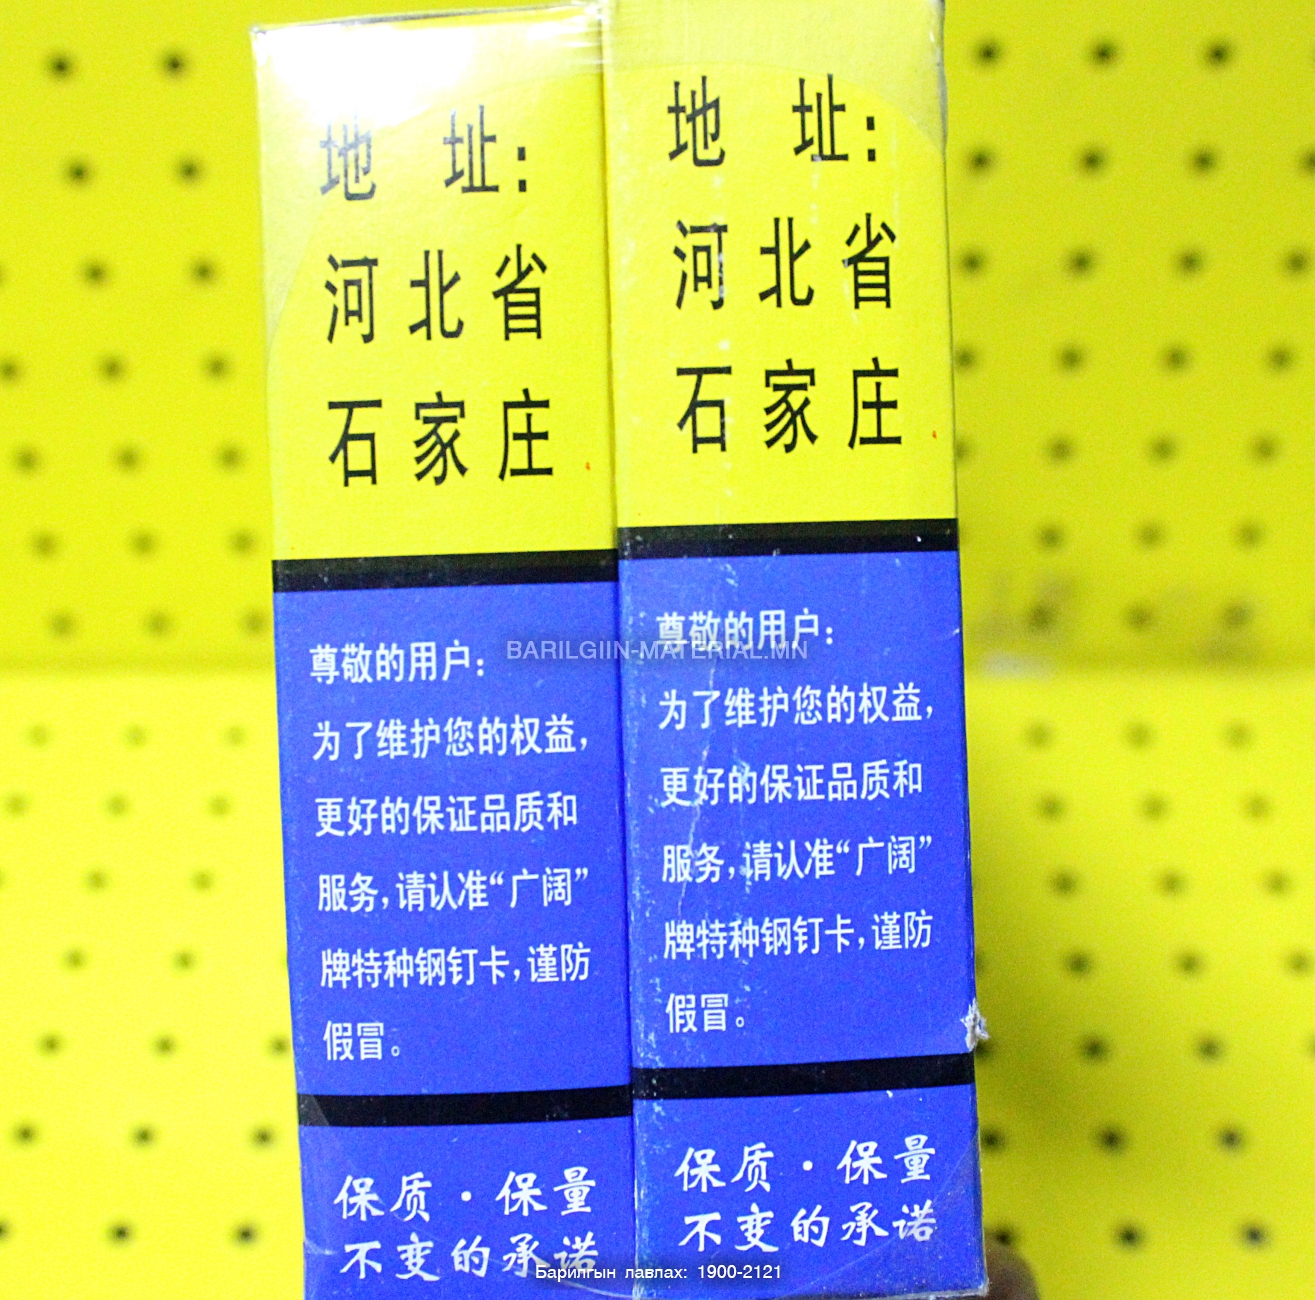 地 址:
河北省
石家庄
尊敬的用户:
为了维护您的权益,
更好的保证品质和
服务,请认准“广阔”
牌特种钢钉卡,谨防
假冒。
保质·保量
不变的承诺
地 址:
河北省
石家庄
尊敬的用户:
为了维护您的权益,
更好的保证品质和
服务,请认准“广阔”
牌特种钢钉卡,谨防
假冒。
保质·保量
不变的承诺
BARILGIIN-MATERIAL.MN
Барилгын лавлах: 1900-2121